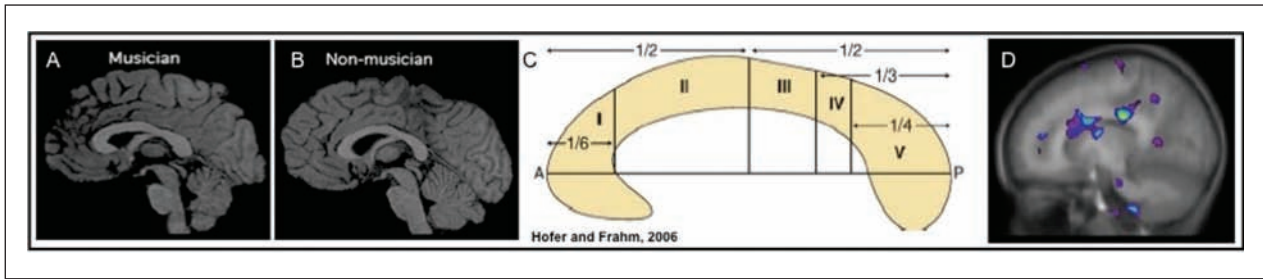 A
Musician
B
Non-musician
C
1/2
1/2
1/3
II
III
IV
I
1/4
1/6
V
A
P
Hofer and Frahm, 2006
D